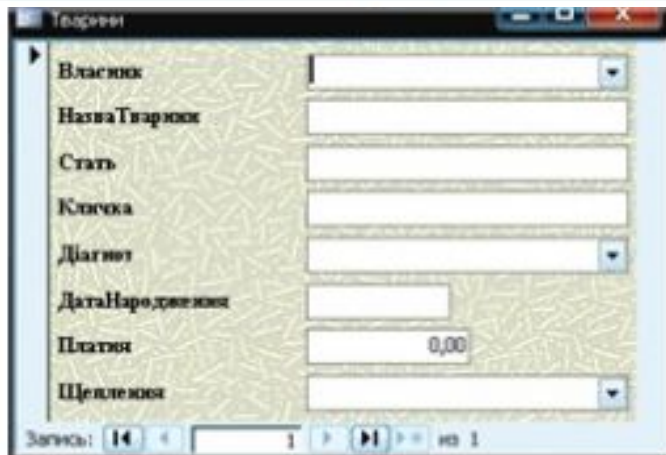 Тварини
Власник
НазваТварини
Стать
Кличка
Діагноз
ДатаНародження
Платня 0,00
Щеплення
Запись: 1 из 1